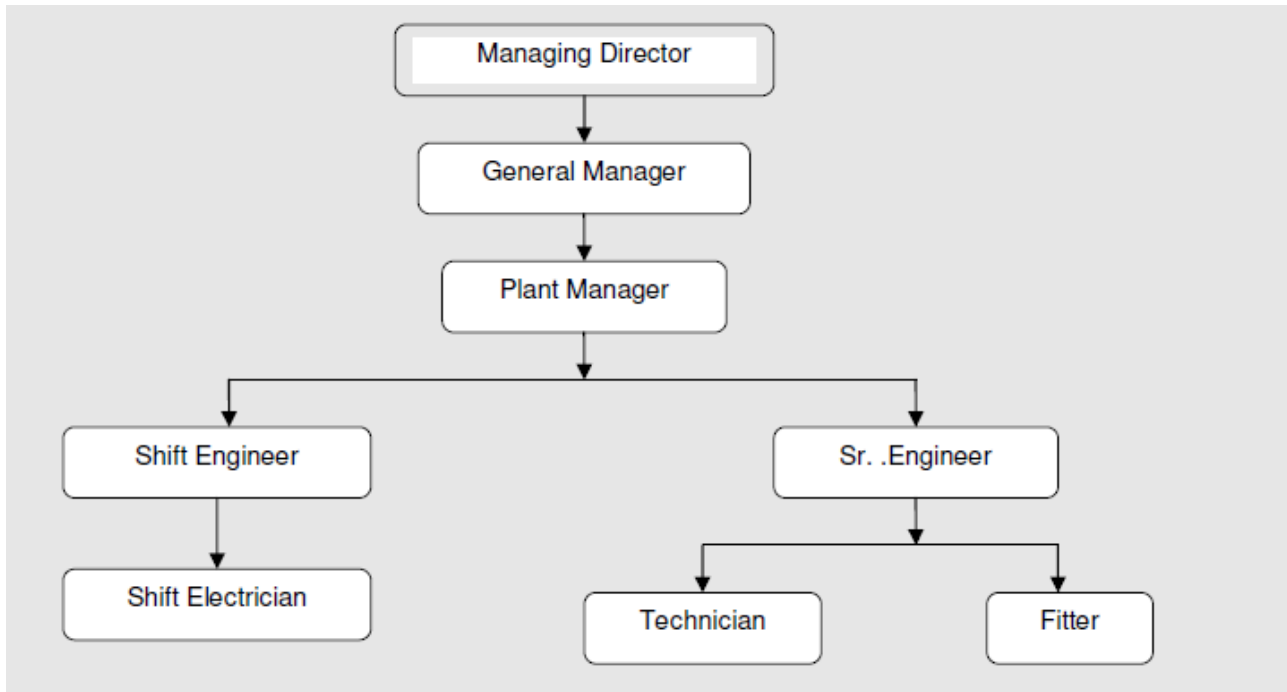 Managing Director
General Manager
Plant Manager
Shift Engineer
Sr. .Engineer
Shift Electrician
Technician
Fitter